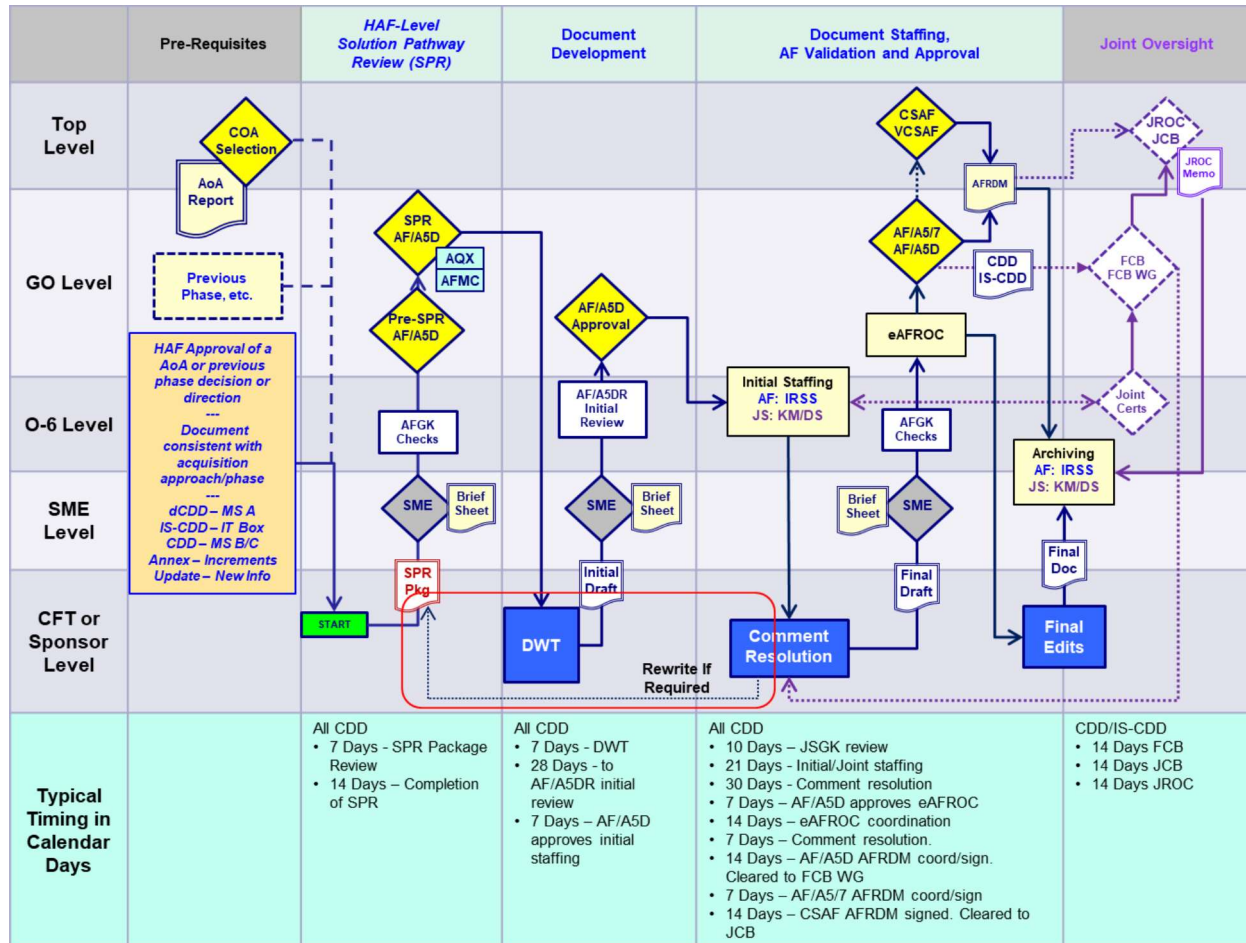 Pre-Requisites
HAF-Level
Solution Pathway
Review (SPR)
Document
Development
Document Staffing,
AF Validation and Approval
Joint Oversight
Top
Level
COA
Selection
AoA
Report
CSAF
VCSAF
AFRDM
JROC
JCB
JROC
Memo
GO Level
Previous
Phase, etc.
SPR
AF/A5D
AQX
AFMC
Pre-SPR
AF/A5D
AF/A5D
Approval
AF/A5/7
AF/A5D
CDD
IS-CDD
FCB
FCB WG
eAFROC
HAF Approval of a
AoA or previous
phase decision or
direction
---
Document
consistent with
acquisition
approach/phase
---
dCDD – MS A
IS-CDD – IT Box
CDD – MS B/C
Annex – Increments
Update – New Info
O-6 Level
AFGK
Checks
AF/A5DR
Initial
Review
Initial Staffing
AF: IRSS
JS: KM/DS
AFGK
Checks
Joint
Certs
Archiving
AF: IRSS
JS: KM/DS
SME
Level
SME
Brief
Sheet
SME
Brief
Sheet
Brief
Sheet
SME
CFT or
Sponsor
Level
START
SPR
Pkg
Initial
Draft
DWT
Rewrite If
Required
Comment
Resolution
Final
Draft
Final
Doc
Final
Edits
Typical
Timing in
Calendar
Days
All CDD
• 7 Days - SPR Package
Review
• 14 Days – Completion
of SPR
All CDD
• 7 Days - DWT
• 28 Days - to
AF/A5DR initial
review
• 7 Days – AF/A5D
approves initial
staffing
All CDD
• 10 Days – JSGK review
• 21 Days - Initial/Joint staffing
• 30 Days - Comment resolution
• 7 Days – AF/A5D approves eAFROC
• 14 Days – eAFROC coordination
• 7 Days – Comment resolution.
• 14 Days – AF/A5D AFRDM coord/sign.
Cleared to FCB WG
• 7 Days – AF/A5/7 AFRDM coord/sign
• 14 Days – CSAF AFRDM signed. Cleared to
JCB
CDD/IS-CDD
• 14 Days FCB
• 14 Days JCB
• 14 Days JROC